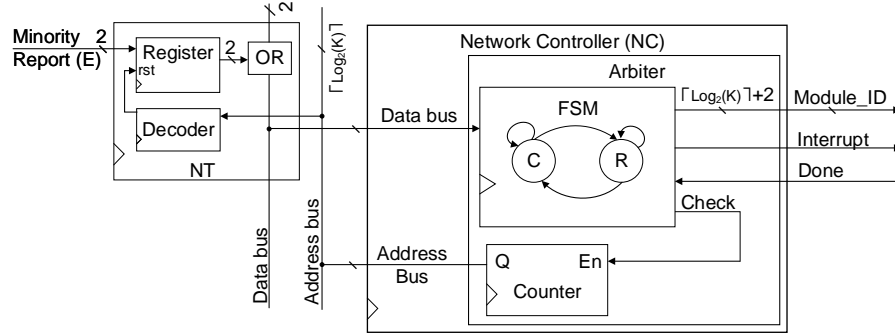 2
⌈Log₂(K)⌉
Minority 2
Report (E)
Register
rst
2
OR
Decoder
NT
Data bus
Address bus
Network Controller (NC)
Arbiter
FSM
C
R
Data bus
⌈Log₂(K)⌉+2
Module_ID
Interrupt
Done
Check
Address
Bus
Q
En
Counter